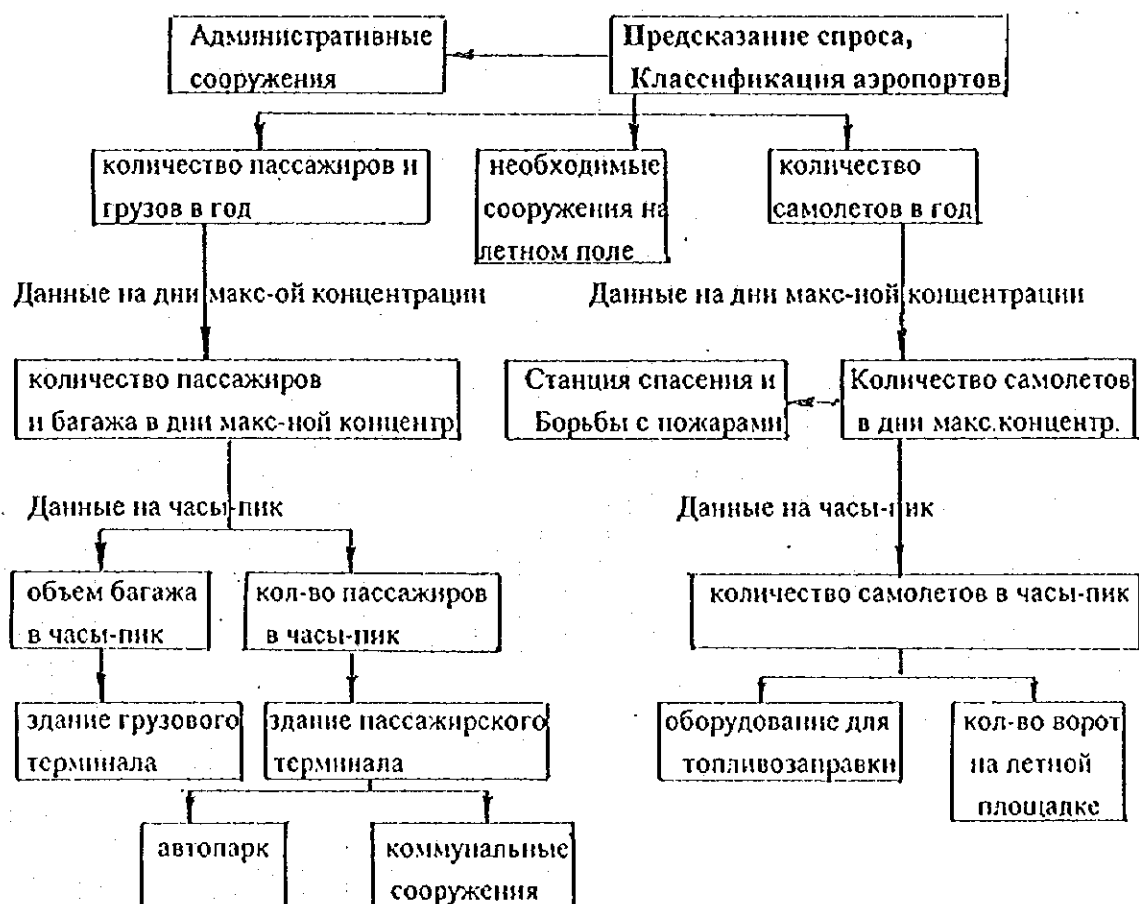 Административные
сооружения
Предсказание спроса,
Классификация аэропортов
количество пассажиров и
грузов в год
необходимые
сооружения на
летном поле
количество
самолетов в год
Данные на дни макс-ой концентрации
Данные на дни макс-ной концентрации
количество пассажиров
и багажа в дни макс-ной концентр.
Станция спасения и
Борьбы с пожарами
Количество самолетов
в дни макс.концентр.
Данные на часы-пик
Данные на часы-пик
объем багажа
в часы-пик
кол-во пассажиров
в часы-пик
количество самолетов в часы-пик
здание грузового
терминала
здание пассажирского
терминала
оборудование для
топливозаправки
кол-во ворот
на летной
площадке
автопарк
коммунальные
сооружения